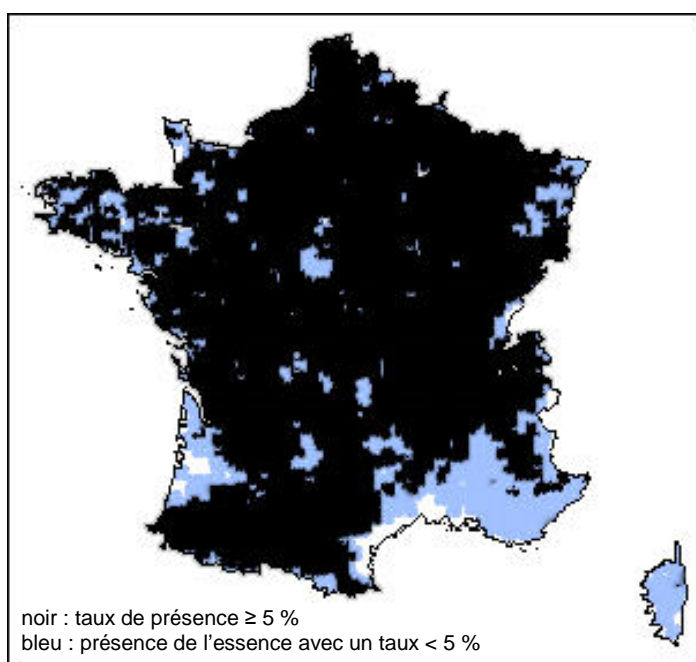 noir : taux de présence ≥ 5 %
bleu : présence de l’essence avec un taux < 5 %